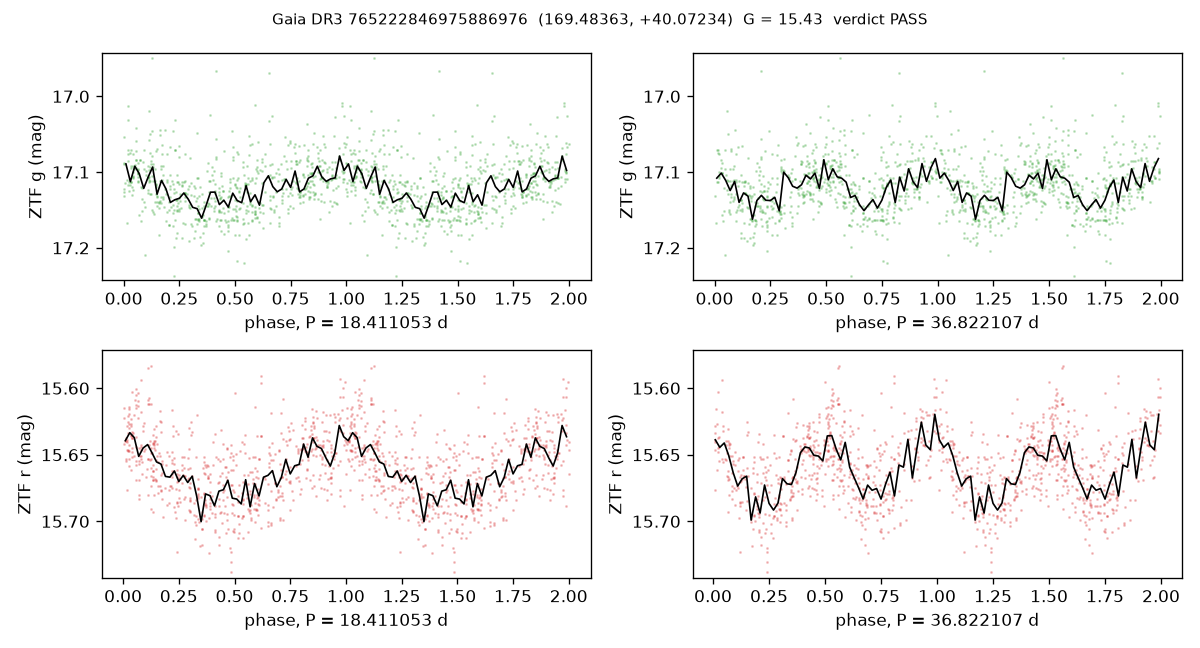 Gaia DR3 765222846975886976 (169.48363, +40.07234) G = 15.43 verdict PASS
ZTF g (mag)
17.0
17.1
17.2
0.00 0.25 0.50 0.75 1.00 1.25 1.50 1.75 2.00
phase, P = 18.411053 d
ZTF g (mag)
17.0
17.1
17.2
0.00 0.25 0.50 0.75 1.00 1.25 1.50 1.75 2.00
phase, P = 36.822107 d
ZTF r (mag)
15.60
15.65
15.70
0.00 0.25 0.50 0.75 1.00 1.25 1.50 1.75 2.00
phase, P = 18.411053 d
ZTF r (mag)
15.60
15.65
15.70
0.00 0.25 0.50 0.75 1.00 1.25 1.50 1.75 2.00
phase, P = 36.822107 d